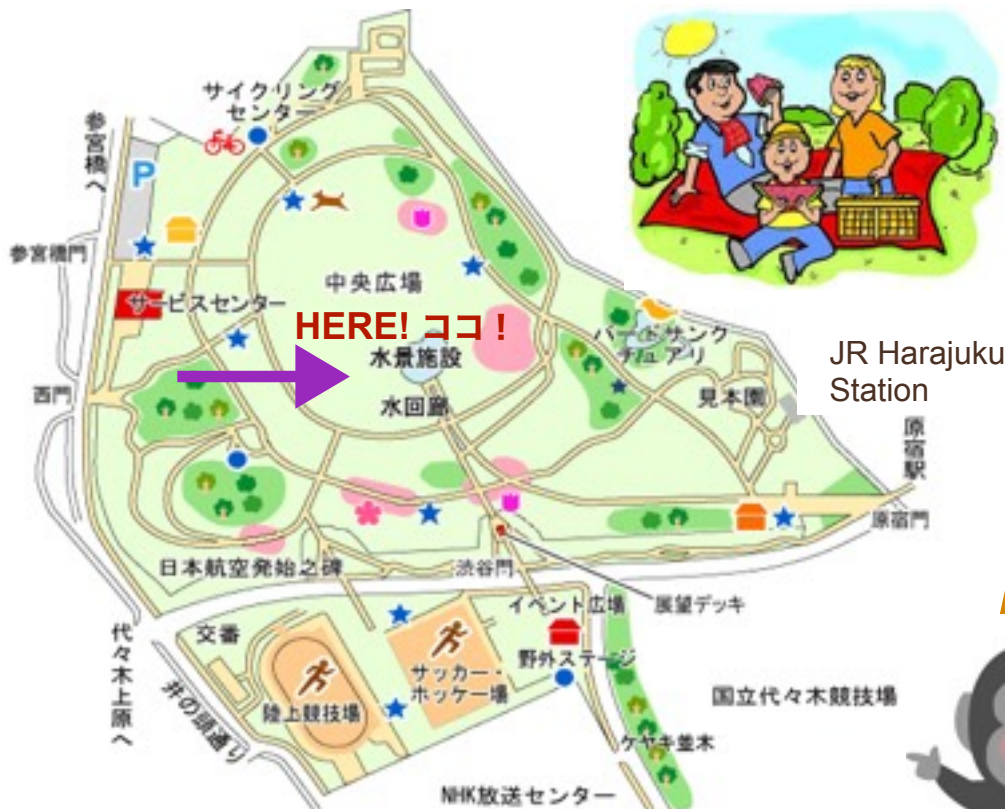 サイクリング
センター
参宮橋へ
P
参宮橋門
中央広場
サービスセンター
HERE! ココ！
バードサンク
チュアリ
JR Harajuku
Station
水景施設
西門
水回廊
見本園
原宿駅
原宿門
日本航空発始之碑
渋谷門
イベント広場
展望デッキ
代々木上原へ
交番
野外ステージ
サッカー・
ホッケー場
陸上競技場
井の頭通り
国立代々木競技場
ケヤキ並木
NHK放送センター